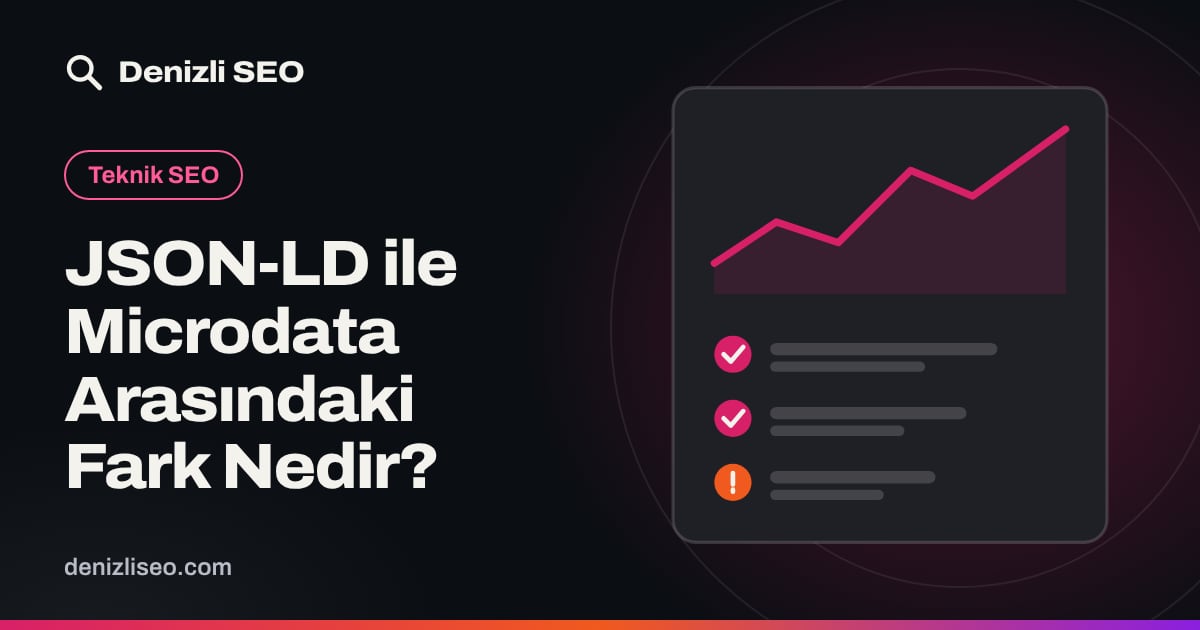 Denizli SEO
Teknik SEO
JSON-LD ile
Microdata
Arasındaki
Fark Nedir?
denizliseo.com